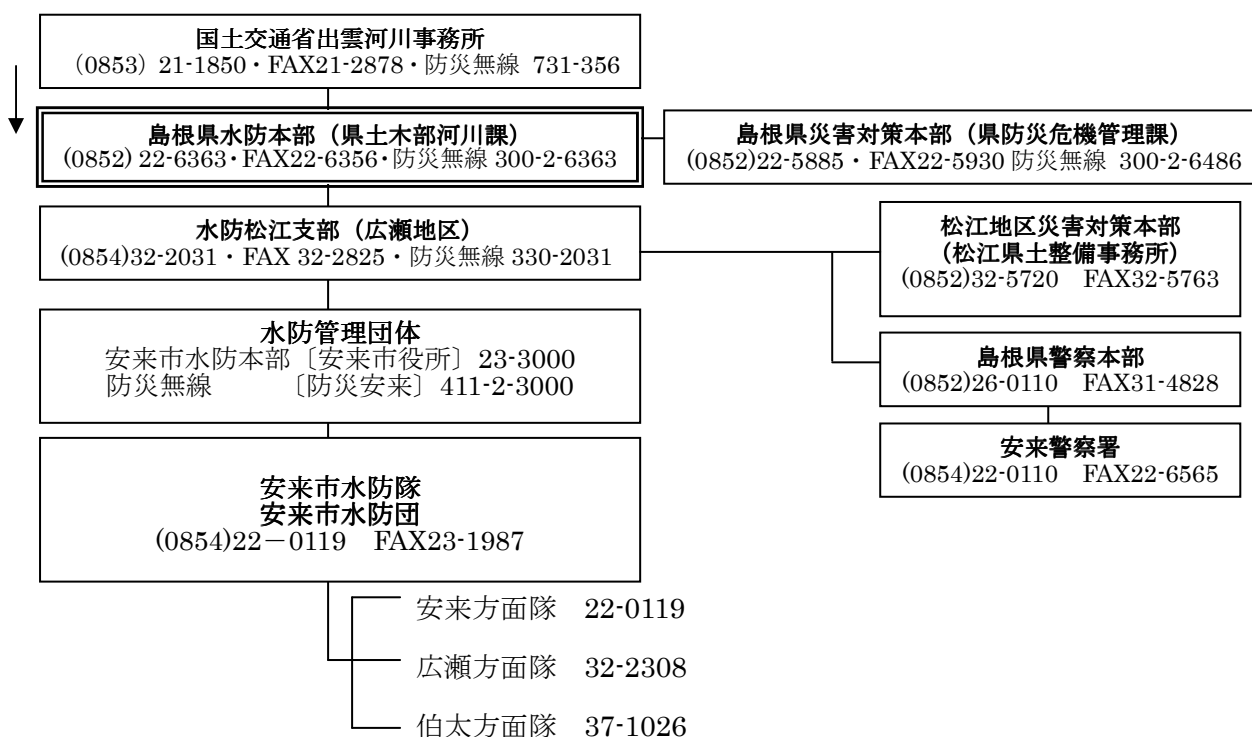 国土交通省出雲河川事務所
（0853）21-1850・FAX21-2878・防災無線 731-356
島根県水防本部（県土木部河川課）
(0852) 22-6363・FAX22-6356・防災無線 300-2-6363
島根県災害対策本部（県防災危機管理課）
(0852)22-5885・FAX22-5930 防災無線 300-2-6486
水防松江支部（広瀬地区）
(0854)32-2031・FAX 32-2825・防災無線 330-2031
松江地区災害対策本部
（松江県土整備事務所）
(0852)32-5720　FAX32-5763
水防管理団体
安来市水防本部〔安来市役所〕23-3000
防災無線　　　〔防災安来〕411-2-3000
島根県警察本部
(0852)26-0110　FAX31-4828
安来警察署
(0854)22-0110　FAX22-6565
安来市水防隊
安来市水防団
(0854)22－0119　FAX23-1987
安来方面隊　22-0119
広瀬方面隊　32-2308
伯太方面隊　37-1026